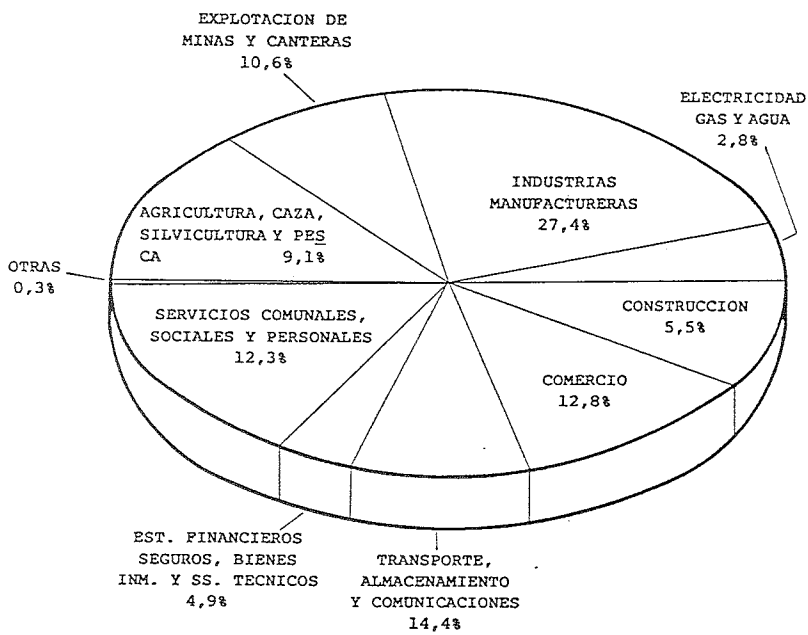 EXPLOTACION DE
MINAS Y CANTERAS
10,6%
ELECTRICIDAD
GAS Y AGUA
2,8%
INDUSTRIAS
MANUFACTURERAS
27,4%
AGRICULTURA, CAZA,
SILVICULTURA Y PES
CA 9,1%
OTRAS
0,3%
SERVICIOS COMUNALES,
SOCIALES Y PERSONALES
12,3%
CONSTRUCCION
5,5%
COMERCIO
12,8%
EST. FINANCIEROS
SEGUROS, BIENES
INM. Y SS. TECNICOS
4,9%
TRANSPORTE,
ALMACENAMIENTO
Y COMUNICACIONES
14,4%